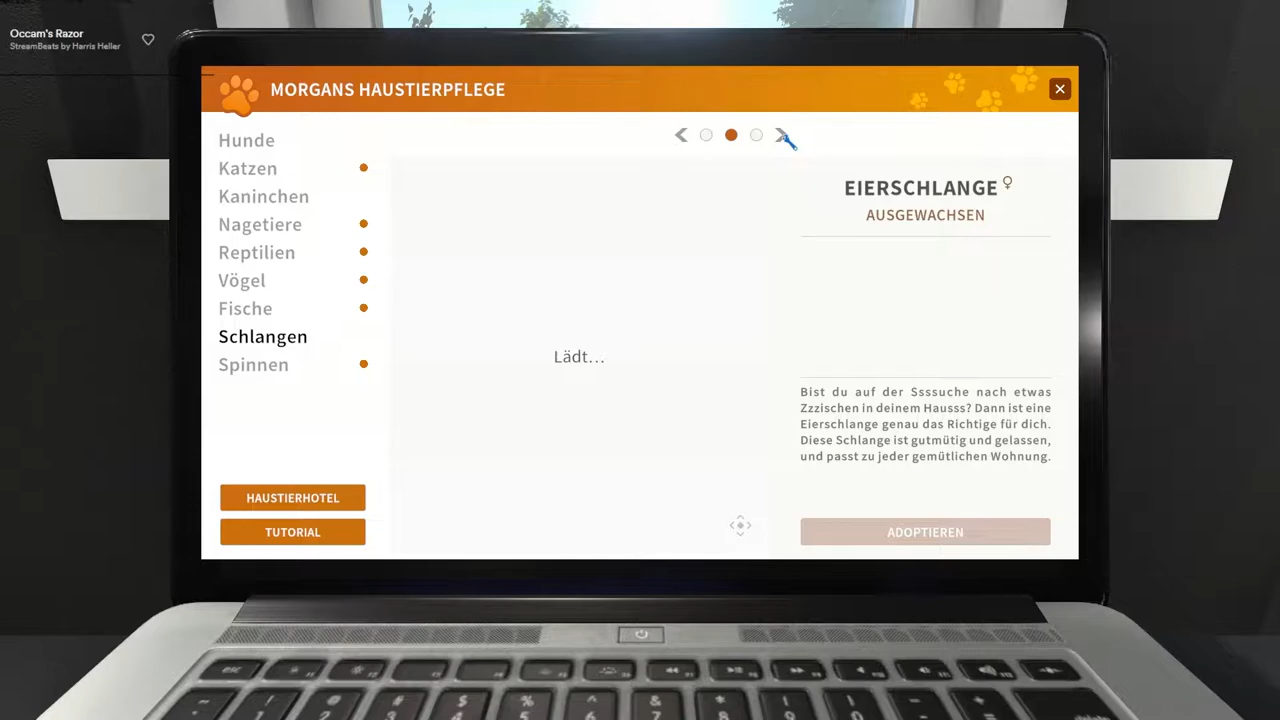 Occam's Razor
StreamBeats by Harris Heller
MORGANS HAUSTIERPFLEGE
Hunde
Katzen
Kaninchen
Nagetiere
Reptilien
Vögel
Fische
Schlangen
Spinnen
HAUSTIERHOTEL
TUTORIAL
Lädt...
EIERSCHLANGE♀
AUSGEWACHSEN
Bist du auf der Ssssuche nach etwas
Zzzischen in deinem Hausss? Dann ist eine
Eierschlange genau das Richtige für dich.
Diese Schlange ist gutmütig und gelassen,
und passt zu jeder gemütlichen Wohnung.
ADOPTIEREN
esc